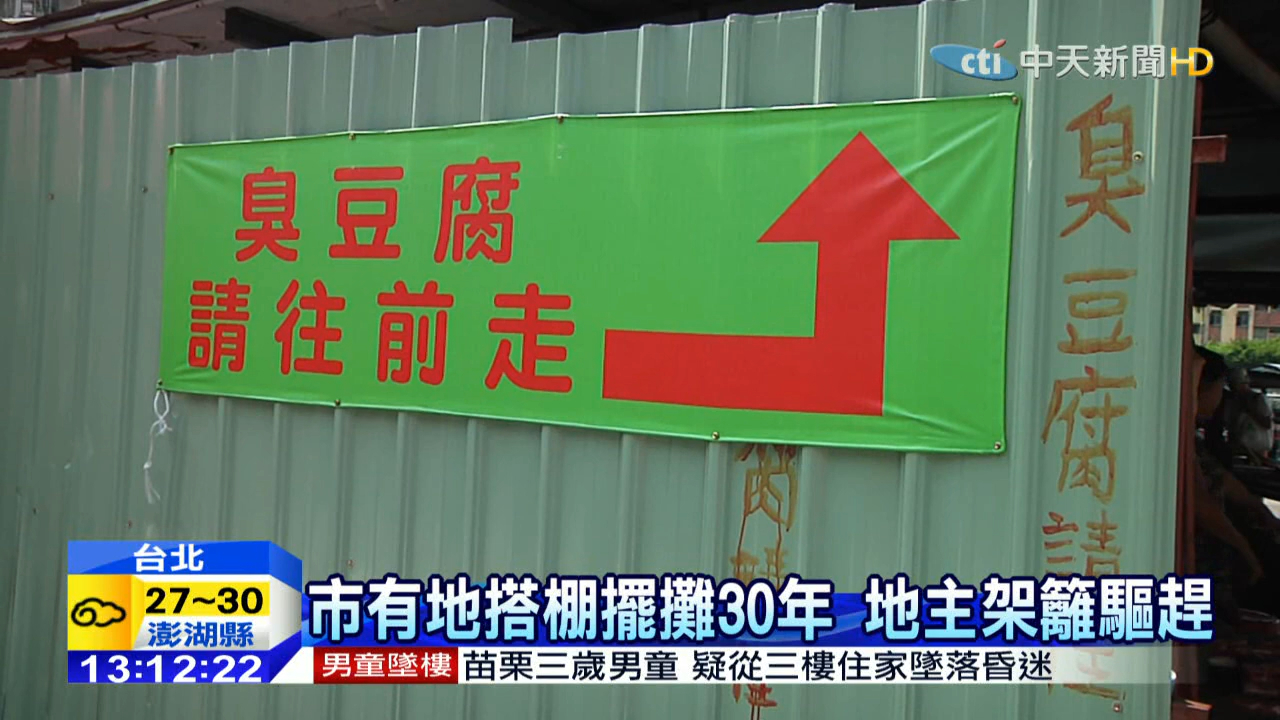 cti 中天新聞HD
臭豆腐
請往前走
臭豆腐請
台北
27~30
澎湖縣
13:12:22
市有地搭棚擺攤30年 地主架籬驅趕
男童墜樓 苗栗三歲男童 疑從三樓住家墜落昏迷